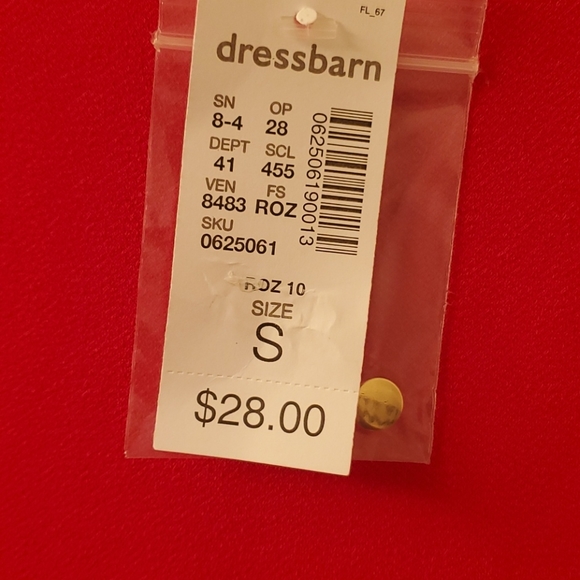 FL_67
dressbarn
SN OP
8-4 28
DEPT SCL
41 455
VEN FS
8483 ROZ
SKU
0625061
062506190013
ROZ 10
SIZE
S
$28.00